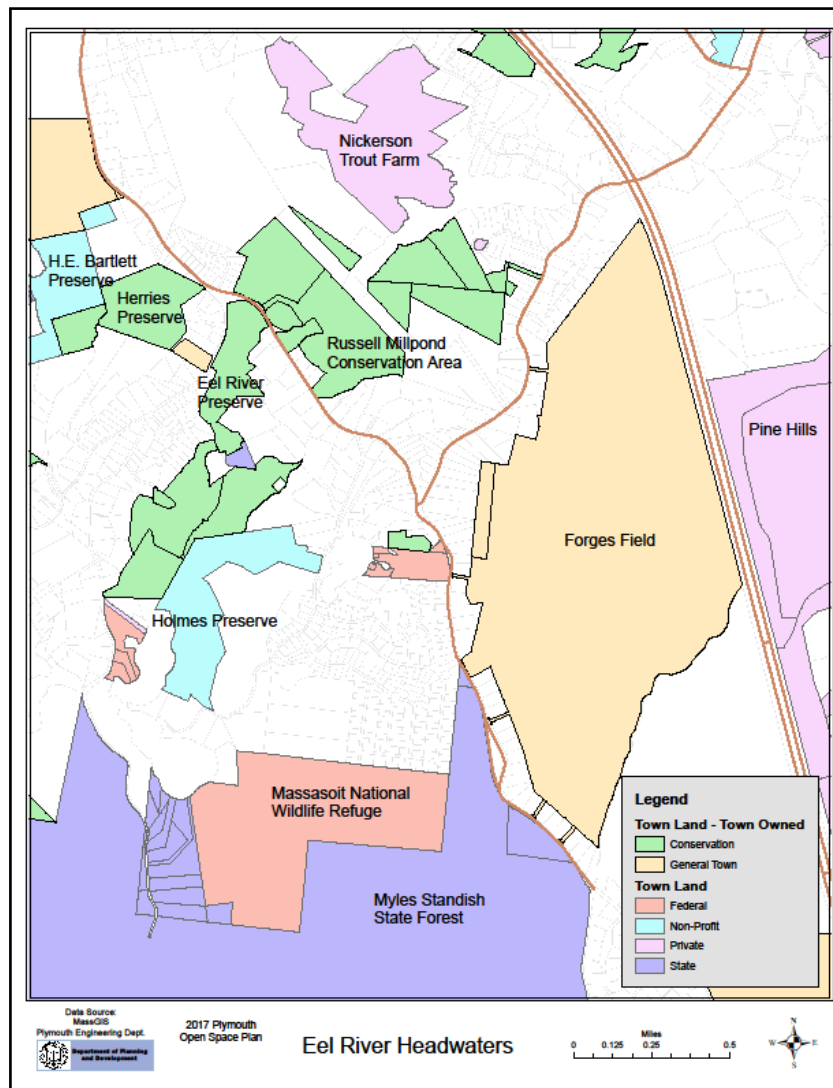 Nickerson
Trout Farm
H.E. Bartlett
Preserve
Herries
Preserve
Russell Millpond
Conservation Area
Eel River
Preserve
Pine Hills
Forges Field
Holmes Preserve
Massasoit National
Wildlife Refuge
Myles Standish
State Forest
Legend
Town Land - Town Owned
Conservation
General Town
Town Land
Federal
Non-Profit
Private
State
Data Source:
MassGIS
Plymouth Engineering Dept.
Department of Planning
and Development
2017 Plymouth
Open Space Plan
Eel River Headwaters
Miles
0 0.125 0.25 0.5
N
W E
S